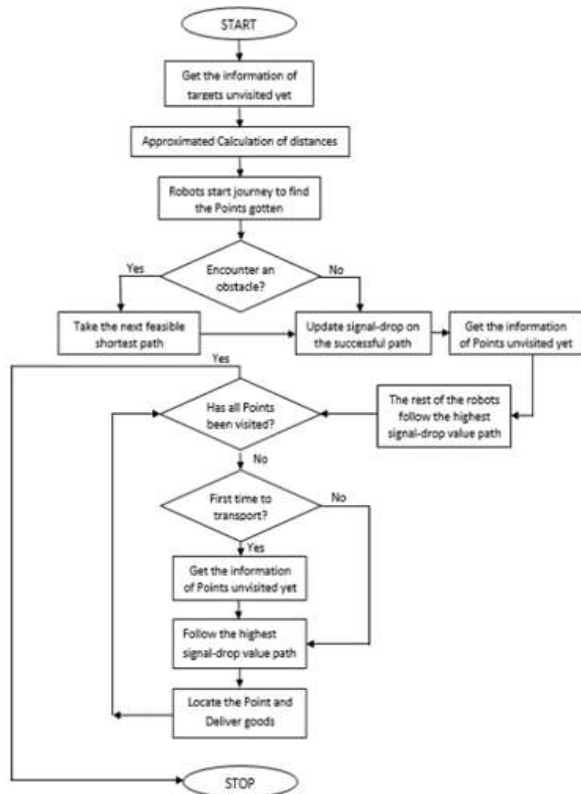 START
Get the information of
targets unvisited yet
Approximated Calculation of distances
Robots start journey to find
the Points gotten
Encounter an
obstacle?
Yes
No
Take the next feasible
shortest path
Update signal-drop on
the successful path
Get the information
of Points unvisited yet
The rest of the robots
follow the highest
signal-drop value path
Has all Points
been visited?
Yes
No
First time to
transport?
No
Yes
Get the information
of Points unvisited yet
Follow the highest
signal-drop value path
Locate the Point and
Deliver goods
STOP